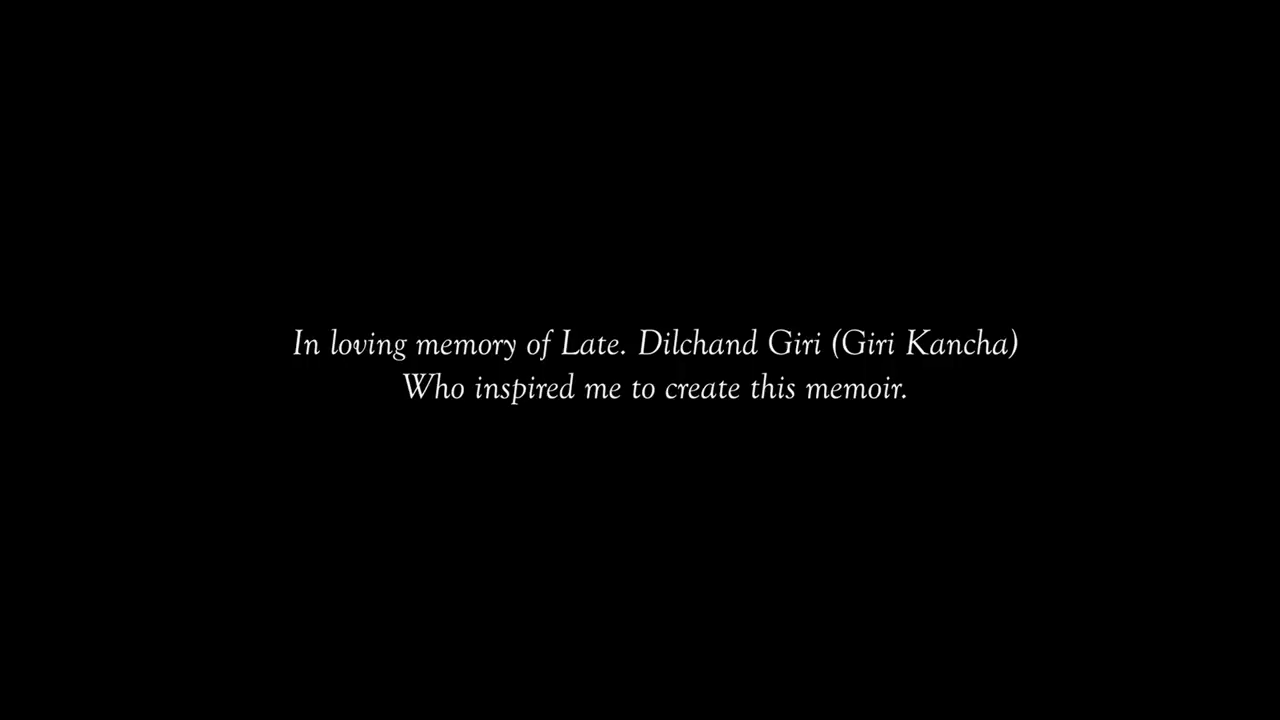 In loving memory of Late. Dilchand Giri (Giri Kancha)
Who inspired me to create this memoir.